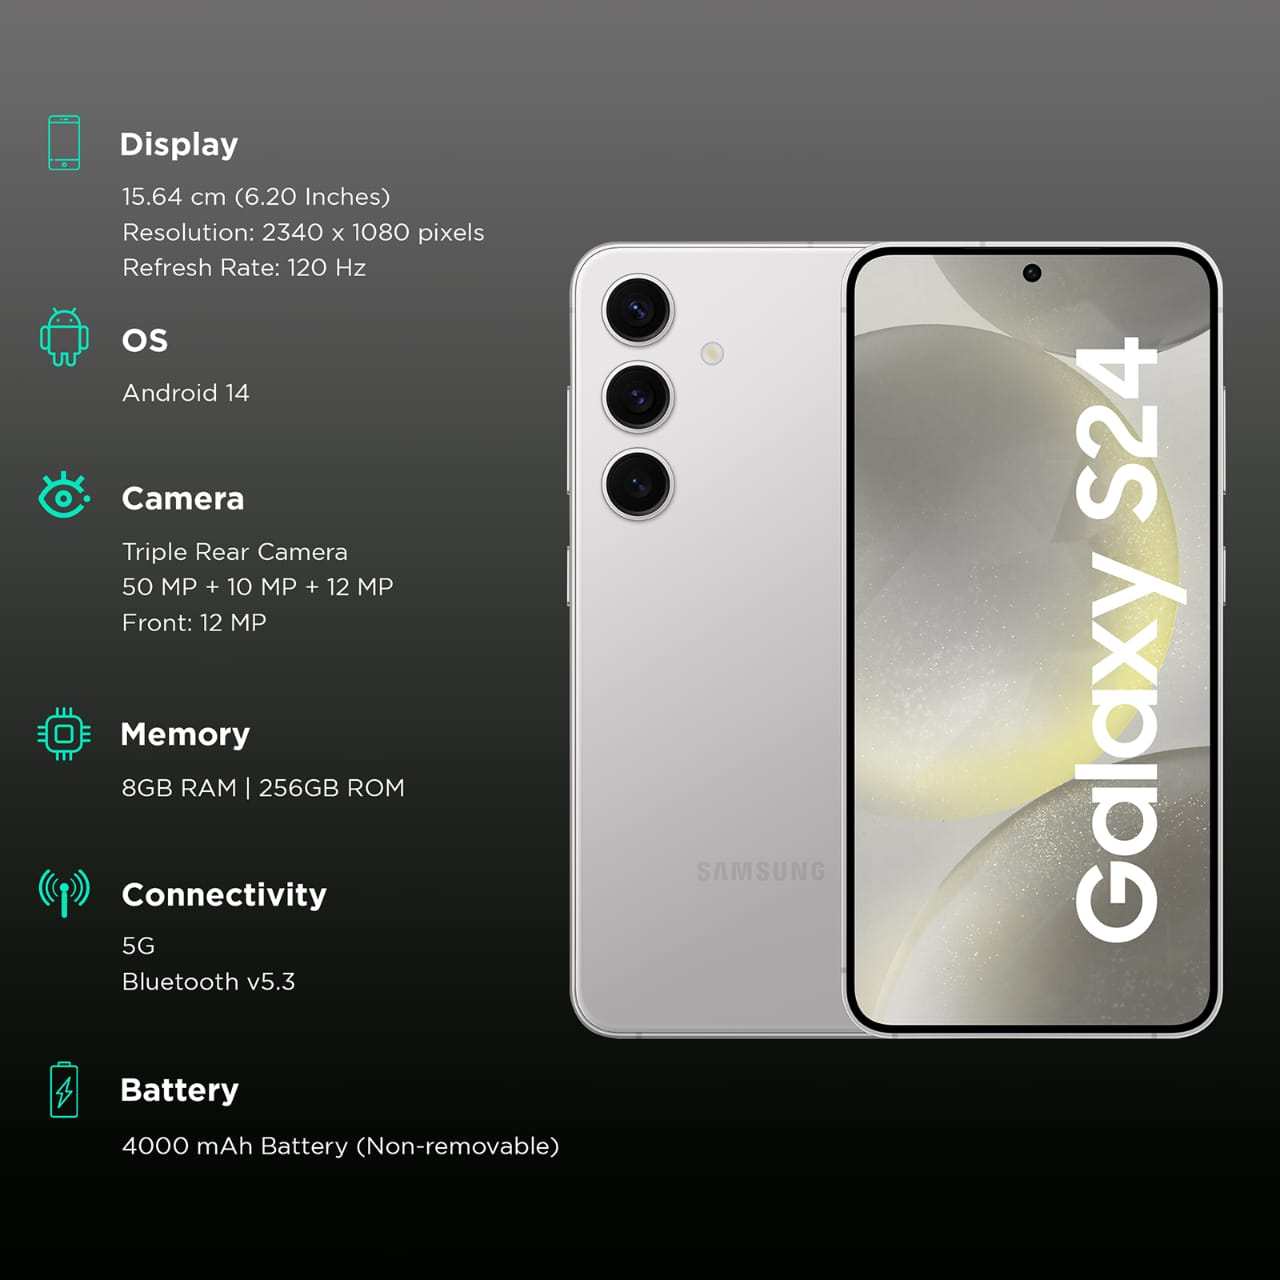 Display
15.64 cm (6.20 Inches)
Resolution: 2340 x 1080 pixels
Refresh Rate: 120 Hz
OS
Android 14
Camera
Triple Rear Camera
50 MP + 10 MP + 12 MP
Front: 12 MP
Memory
8GB RAM | 256GB ROM
Connectivity
5G
Bluetooth v5.3
Battery
4000 mAh Battery (Non-removable)
SAMSUNG
Galaxy S24